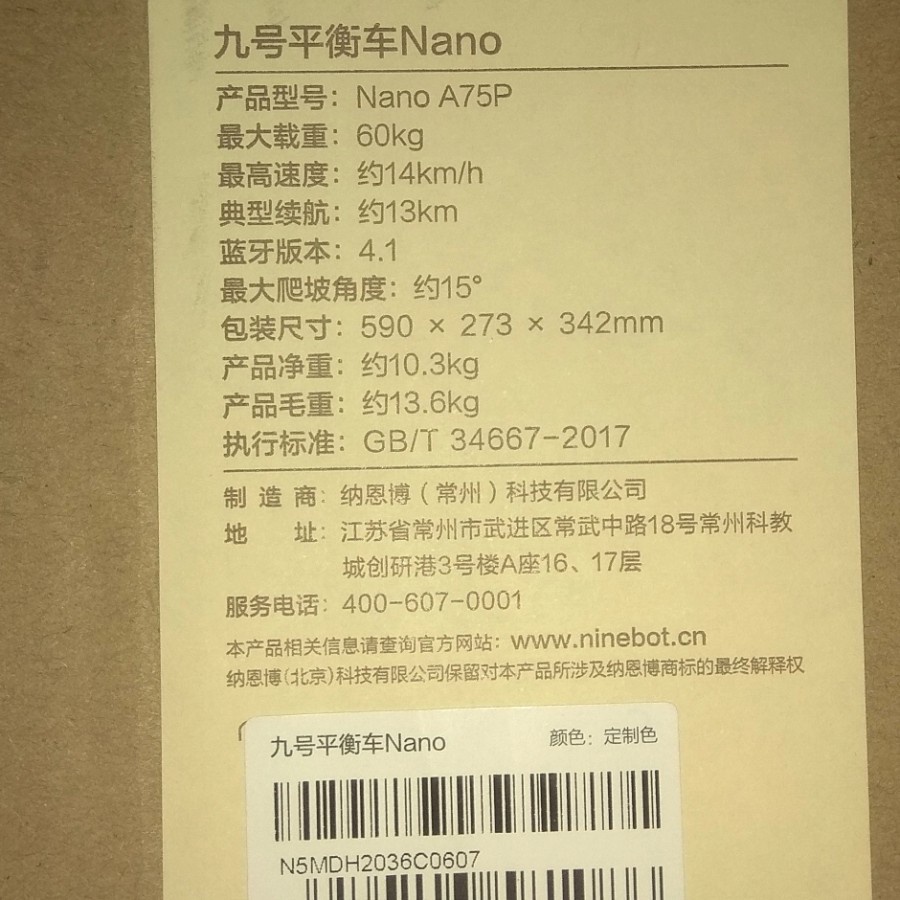 九号平衡车Nano
产品型号：Nano A75P
最大载重：60kg
最高速度：约14km/h
典型续航：约13km
蓝牙版本：4.1
最大爬坡角度：约15°
包装尺寸：590 × 273 × 342mm
产品净重：约10.3kg
产品毛重：约13.6kg
执行标准：GB/T 34667-2017
制 造 商：纳恩博（常州）科技有限公司
地 址：江苏省常州市武进区常武中路18号常州科教
城创研港3号楼A座16、17层
服务电话：400-607-0001
本产品相关信息请查询官方网站：www.ninebot.cn
纳恩博(北京)科技有限公司保留对本产品所涉及纳恩博商标的最终解释权
九号平衡车Nano 颜色：定制色
N5MDH2036C0607